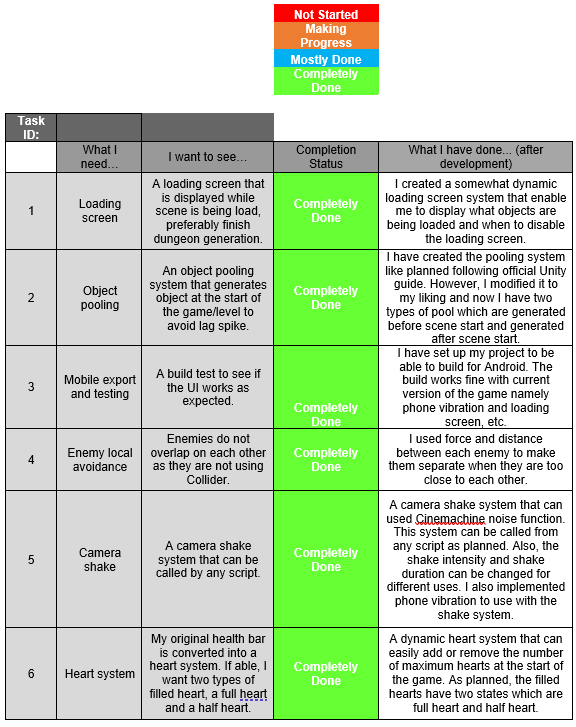 Not Started
Making
Progress
Mostly Done
Completely
Done
Task
ID:
What I
need…
I want to see…
Completion
Status
What I have done... (after
development)
1
Loading
screen
A loading screen that
is displayed while
scene is being load,
preferably finish
dungeon generation.
Completely
Done
I created a somewhat dynamic
loading screen system that enable
me to display what objects are
being loaded and when to disable
the loading screen.
2
Object
pooling
An object pooling
system that generates
object at the start of
the game/level to
avoid lag spike.
Completely
Done
I have created the pooling system
like planned following official Unity
guide. However, I modified it to
my liking and now I have two
types of pool which are generated
before scene start and generated
after scene start.
3
Mobile export
and testing
A build test to see if
the UI works as
expected.
Completely
Done
I have set up my project to be
able to build for Android. The
build works fine with current
version of the game namely
phone vibration and loading
screen, etc.
4
Enemy local
avoidance
Enemies do not
overlap on each other
as they are not using
Collider.
Completely
Done
I used force and distance
between each enemy to make
them separate when they are too
close to each other.
5
Camera
shake
A camera shake
system that can be
called by any script.
Completely
Done
A camera shake system that can
used Cinemachine noise function.
This system can be called from
any script as planned. Also, the
shake intensity and shake
duration can be changed for
different uses. I also implemented
phone vibration to use with the
shake system.
6
Heart system
My original health bar
is converted into a
heart system. If able, I
want two types of
filled heart, a full heart
and a half heart.
Completely
Done
A dynamic heart system that can
easily add or remove the number
of maximum hearts at the start of
the game. As planned, the filled
hearts have two states which are
full heart and half heart.